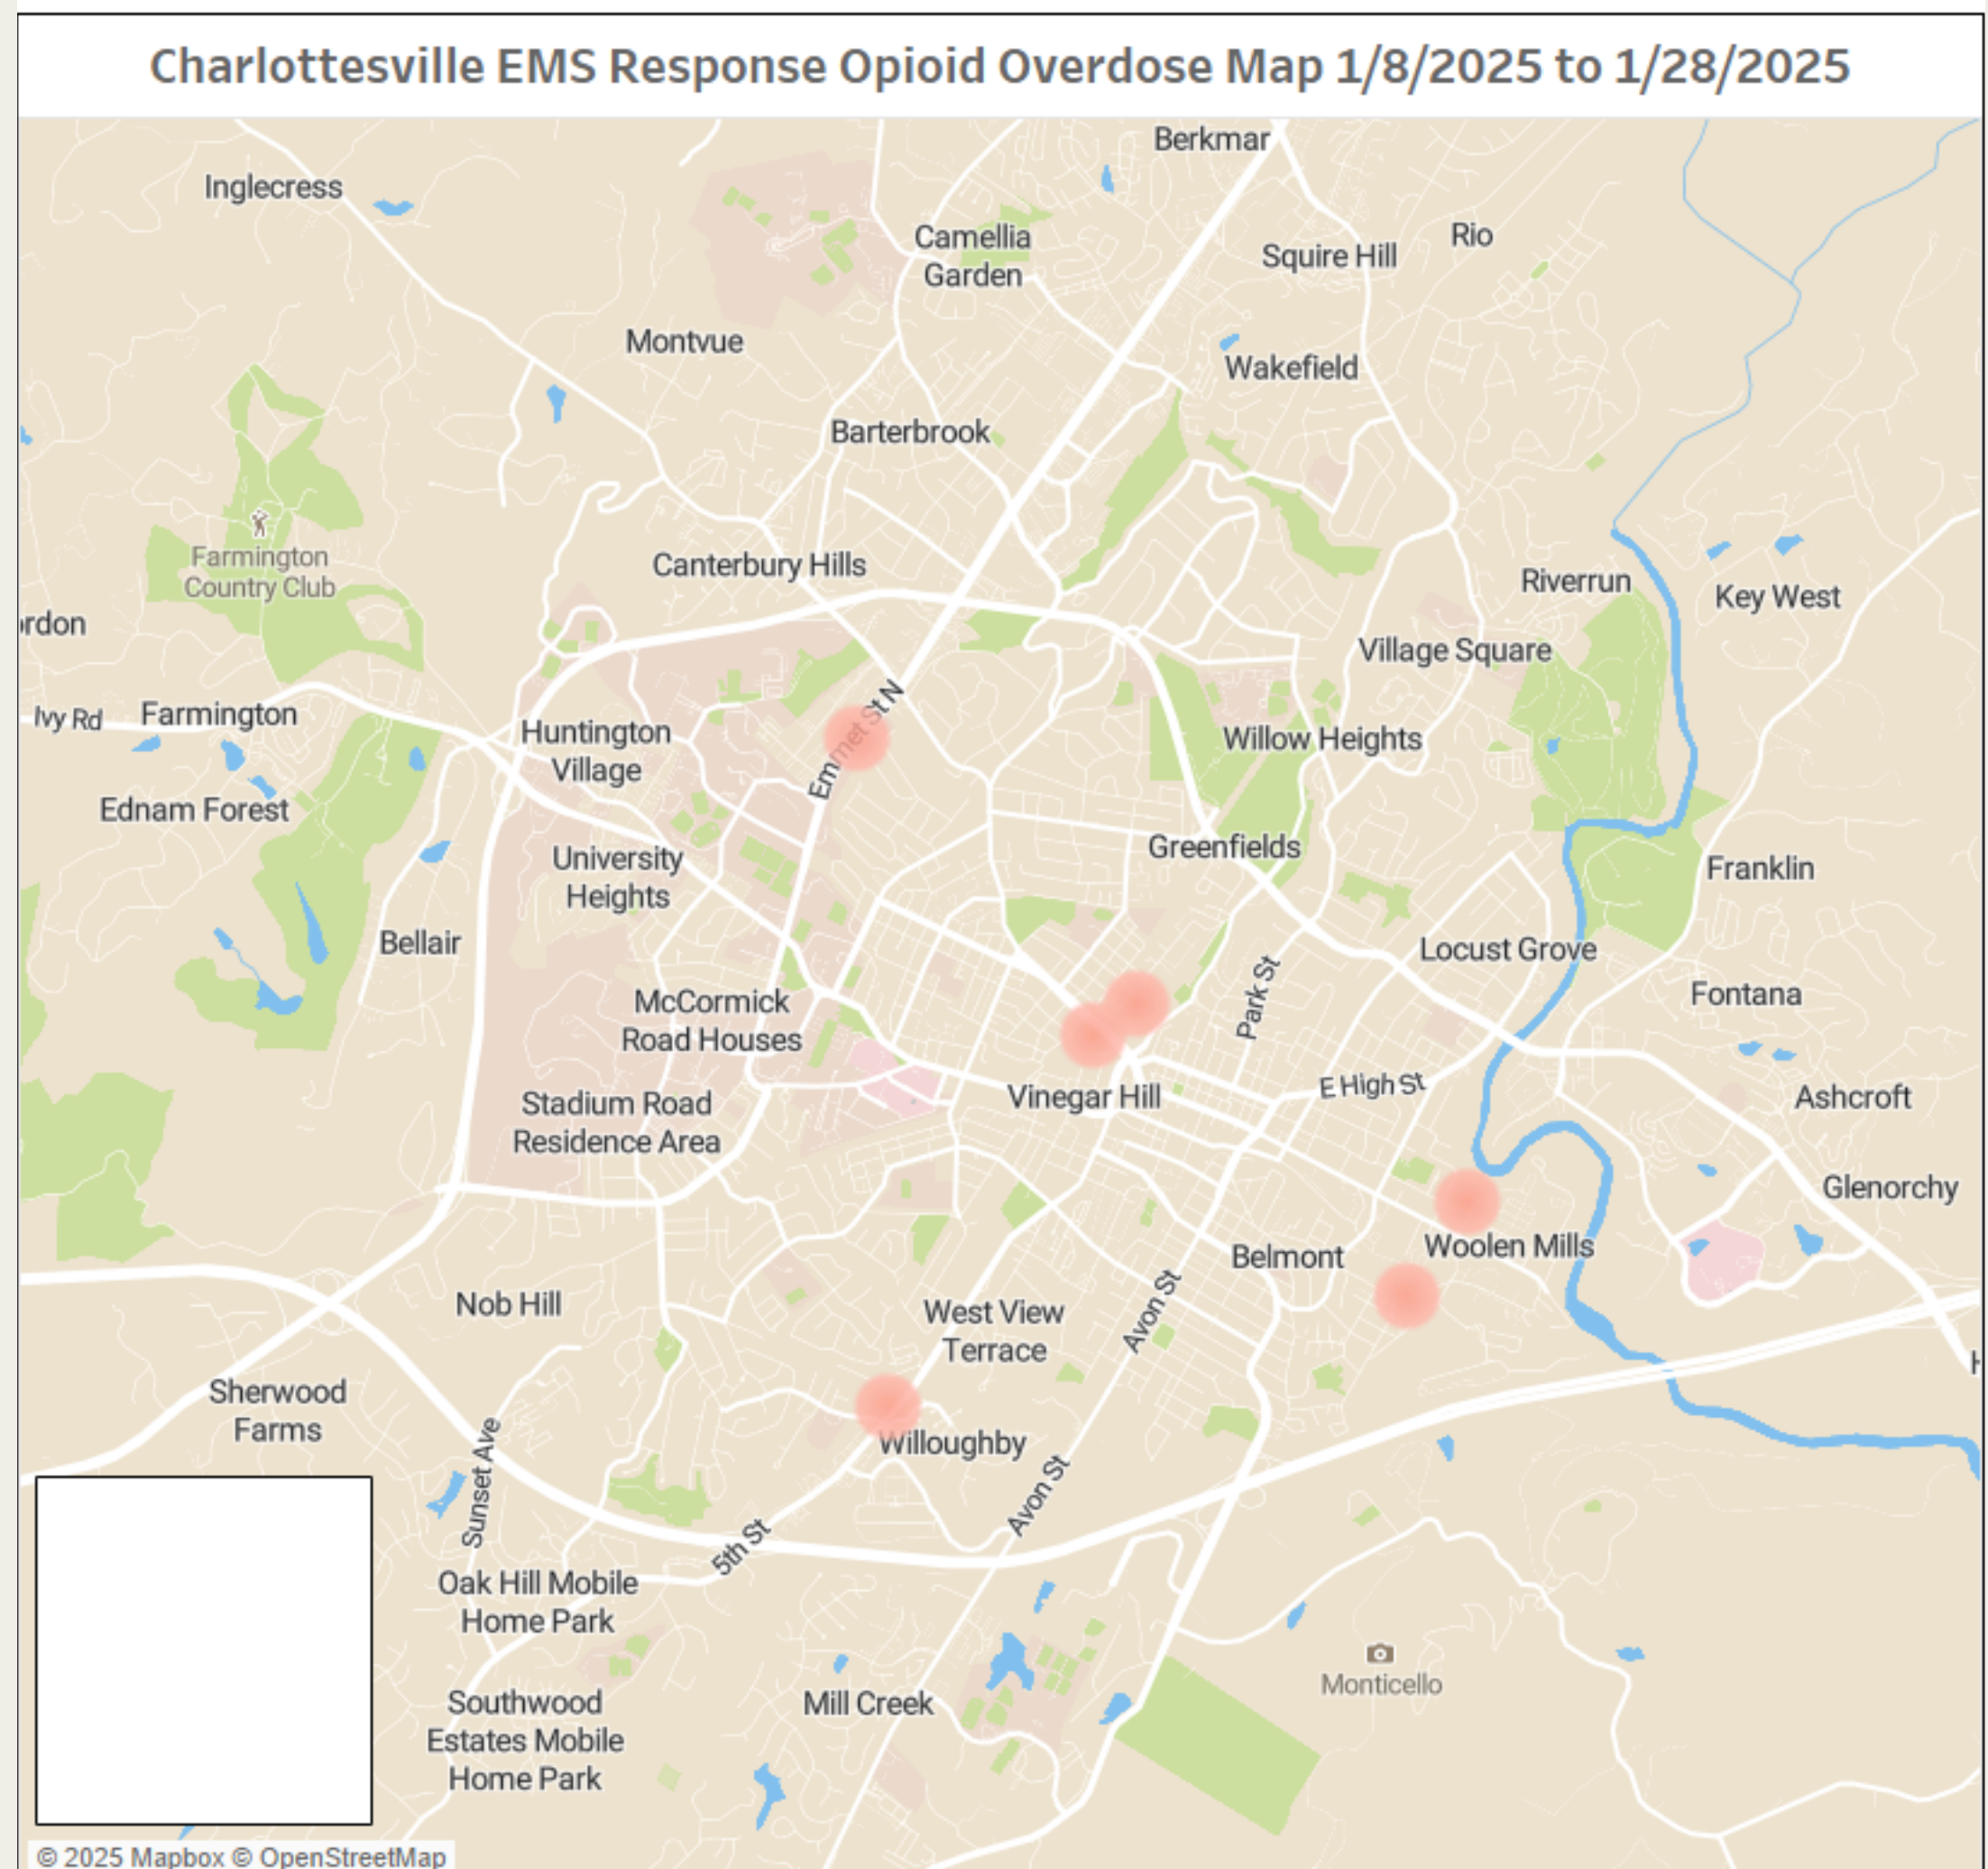 Charlottesville EMS Response Opioid Overdose Map 1/8/2025 to 1/28/2025
Berkmar
Inglecress
Camellia
Garden
Squire Hill
Rio
Montvue
Wakefield
Barterbrook
Farmington
Country Club
Canterbury Hills
Riverrun
Key West
rdon
Village Square
Ivy Rd
Farmington
Emmet St N
Huntington
Village
Willow Heights
Ednam Forest
University
Heights
Greenfields
Franklin
Bellair
Locust Grove
Park St
McCormick
Road Houses
Fontana
Vinegar Hill
E High St
Ashcroft
Stadium Road
Residence Area
Glenorchy
Woolen Mills
Belmont
Nob Hill
West View
Terrace
Avon St
Sherwood
Farms
Sunset Ave
Willoughby
Avon St
5th St
Oak Hill Mobile
Home Park
Monticello
Southwood
Estates Mobile
Home Park
Mill Creek
© 2025 Mapbox © OpenStreetMap